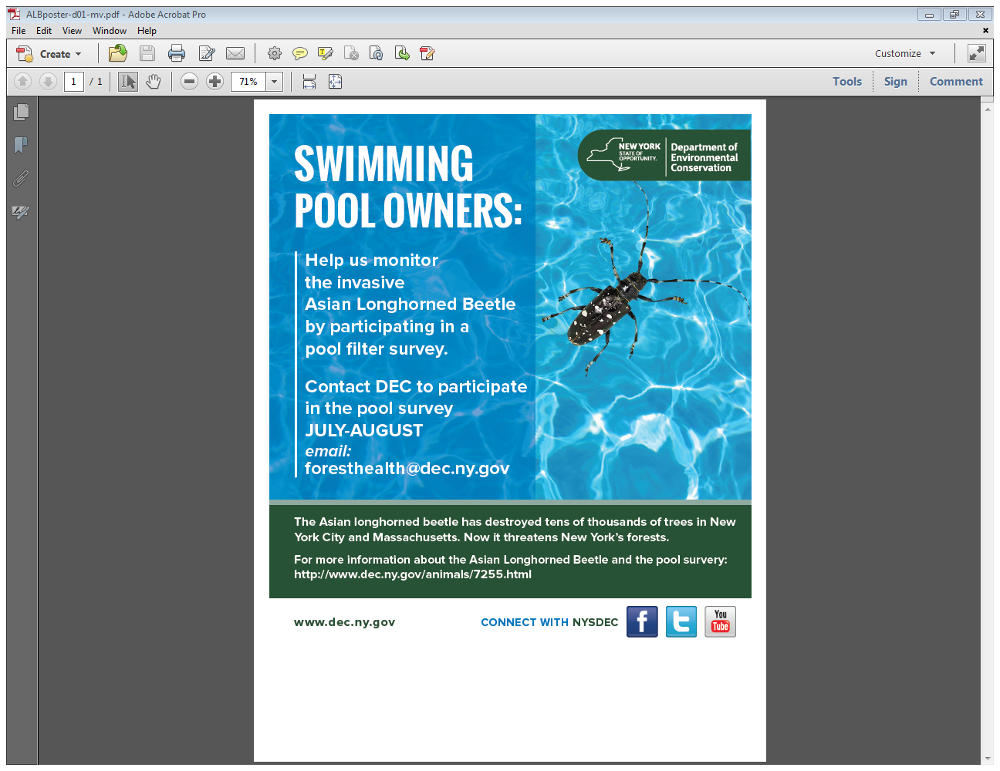 ALBposter-d01-mv.pdf - Adobe Acrobat Pro
File Edit View Window Help
Create
Customize
1 / 1
71%
Tools Sign Comment
NEW YORK
STATE OF
OPPORTUNITY.
Department of
Environmental
Conservation
SWIMMING
POOL OWNERS:
Help us monitor
the invasive
Asian Longhorned Beetle
by participating in a
pool filter survey.
Contact DEC to participate
in the pool survey
JULY-AUGUST
email:
foresthealth@dec.ny.gov
The Asian longhorned beetle has destroyed tens of thousands of trees in New
York City and Massachusetts. Now it threatens New York’s forests.
For more information about the Asian Longhorned Beetle and the pool survery:
http://www.dec.ny.gov/animals/7255.html
www.dec.ny.gov
CONNECT WITH NYSDEC
f
t
You
Tube